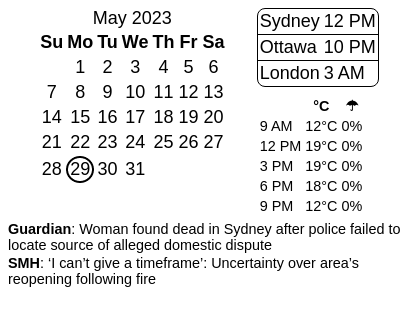 May 2023
Su Mo Tu We Th Fr Sa
1 2 3 4 5 6
7 8 9 10 11 12 13
14 15 16 17 18 19 20
21 22 23 24 25 26 27
28 29 30 31
Sydney 12 PM
Ottawa 10 PM
London 3 AM
°C ☂
9 AM 12°C 0%
12 PM 19°C 0%
3 PM 19°C 0%
6 PM 18°C 0%
9 PM 12°C 0%
Guardian: Woman found dead in Sydney after police failed to
locate source of alleged domestic dispute
SMH: ‘I can’t give a timeframe’: Uncertainty over area’s
reopening following fire